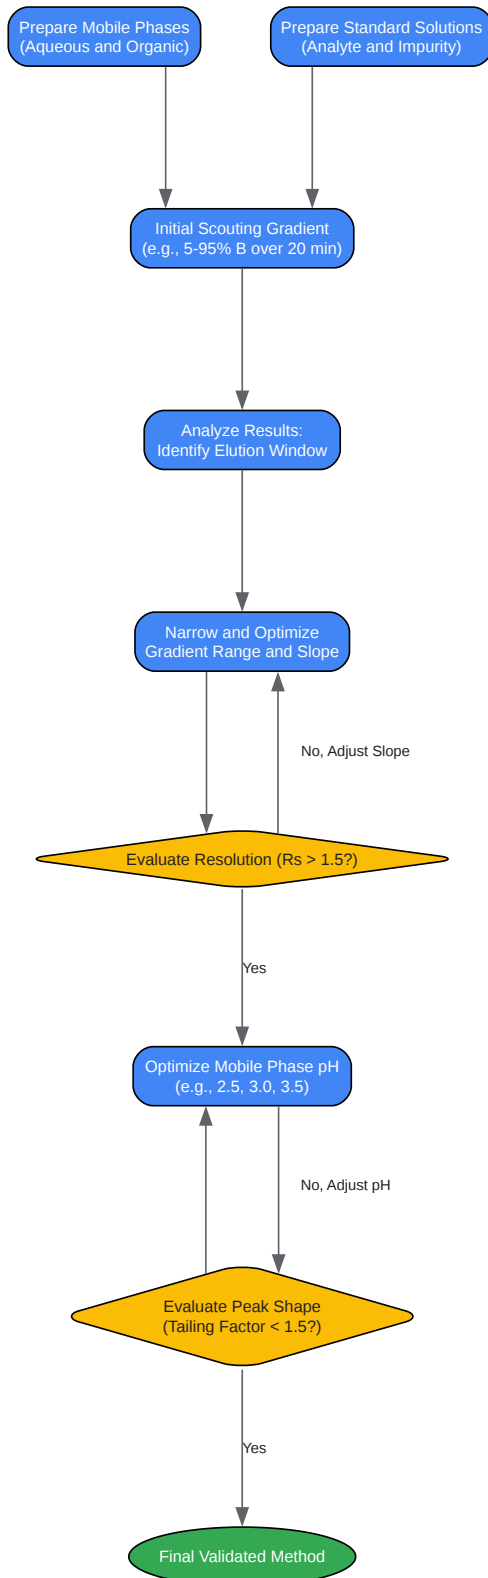 Prepare Mobile Phases
(Aqueous and Organic)
Prepare Standard Solutions
(Analyte and Impurity)
Initial Scouting Gradient
(e.g., 5-95% B over 20 min)
Analyze Results:
Identify Elution Window
Narrow and Optimize
Gradient Range and Slope
No, Adjust Slope
Evaluate Resolution (Rs > 1.5?)
Yes
Optimize Mobile Phase pH
(e.g., 2.5, 3.0, 3.5)
No, Adjust pH
Evaluate Peak Shape
(Tailing Factor < 1.5?)
Yes
Final Validated Method